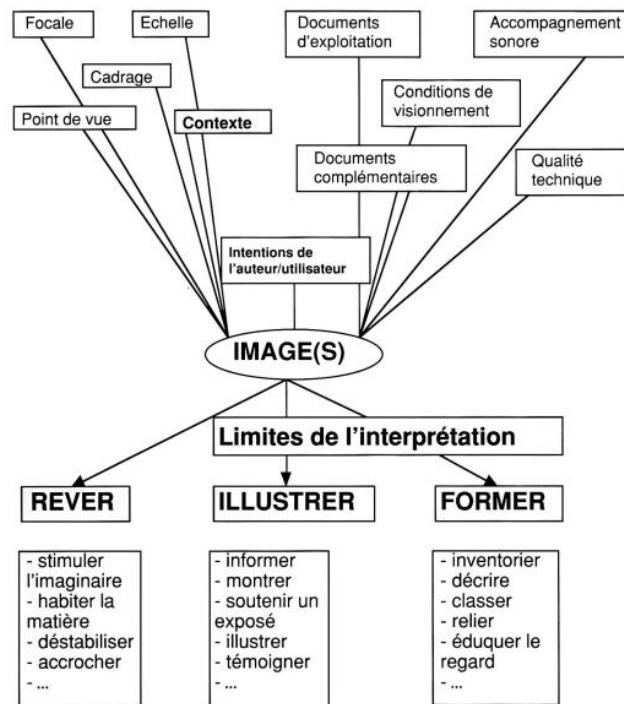 Focale
Echelle
Documents
d'exploitation
Accompagnement
sonore
Cadrage
Conditions de
visionnement
Point de vue
Contexte
Documents
complémentaires
Qualité
technique
Intentions de
l'auteur/utilisateur
IMAGE(S)
Limites de l'interprétation
REVER
ILLUSTRER
FORMER
- stimuler
l'imaginaire
- habiter la
matière
- déstabiliser
- accrocher
- ...
- informer
- montrer
- soutenir un
exposé
- illustrer
- témoigner
- ...
- inventorier
- décrire
- classer
- relier
- éduquer le
regard
- ...